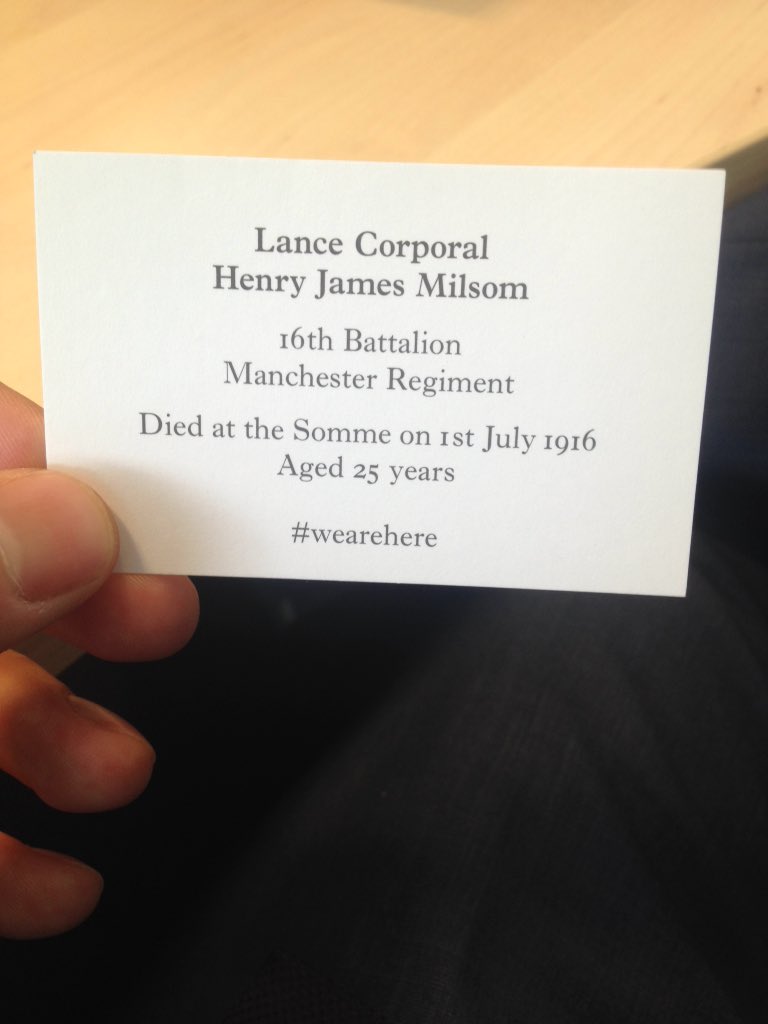 Lance Corporal
Henry James Milsom
16th Battalion
Manchester Regiment
Died at the Somme on 1st July 1916
Aged 25 years
#wearehere